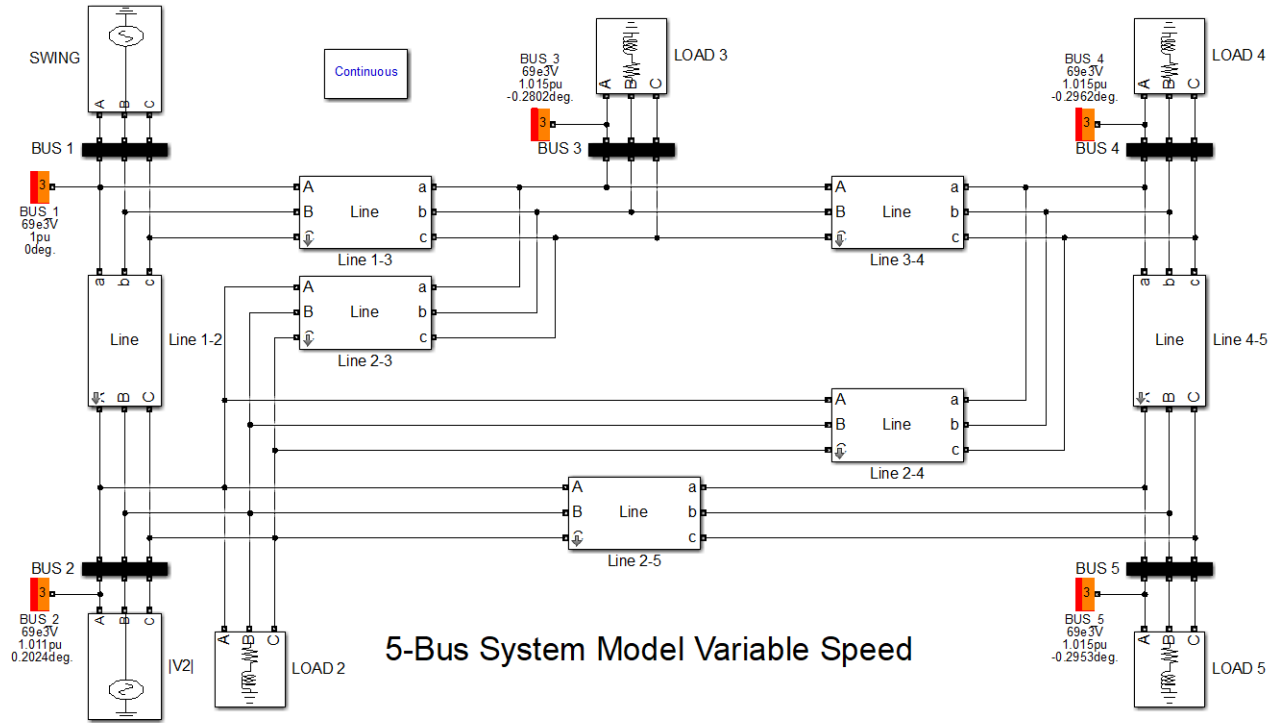 SWING
A B C
BUS 1
3
BUS_1
69e3V
1pu
0deg.
Continuous
BUS_3
69e3V
1.015pu
-0.2802deg.
3
LOAD 3
A B C
BUS 3
BUS_4
69e3V
1.015pu
-0.2962deg.
3
LOAD 4
A B C
BUS 4
A a
B Line b
c
Line 1-3
A a
B Line b
c
Line 3-4
a b c
Line
B C
Line 1-2
A a
B Line b
c
Line 2-3
a b c
Line
B C
Line 4-5
A a
B Line b
c
Line 2-4
A a
B Line b
c
Line 2-5
BUS 2
3
BUS_2
69e3V
1.011pu
0.2024deg.
A B C
|V2|
A B C
LOAD 2
5-Bus System Model Variable Speed
BUS 5
3
BUS_5
69e3V
1.015pu
-0.2953deg.
A B C
LOAD 5